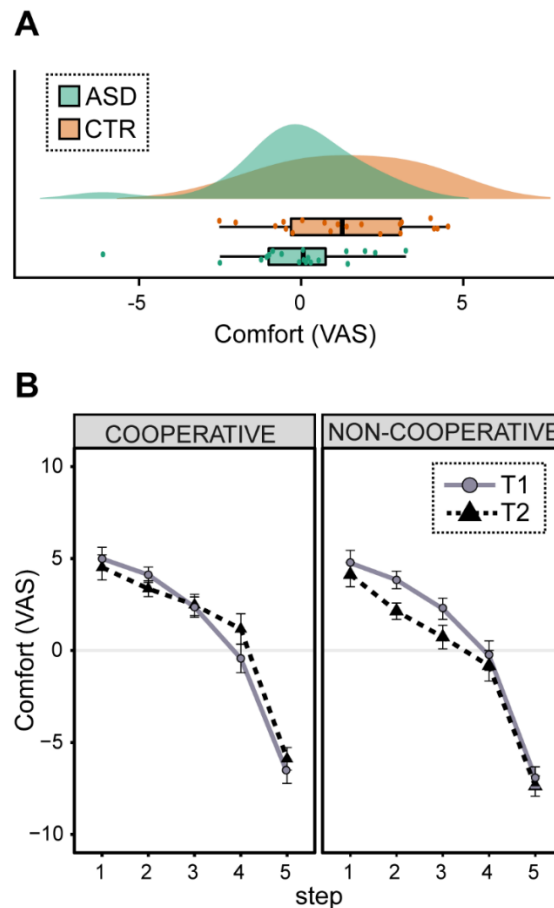 A
ASD
CTR
-5 0 5
Comfort (VAS)
B
COOPERATIVE NON-COOPERATIVE
T1
T2
10
5
0
−5
−10
Comfort (VAS)
1 2 3 4 5 1 2 3 4 5
step